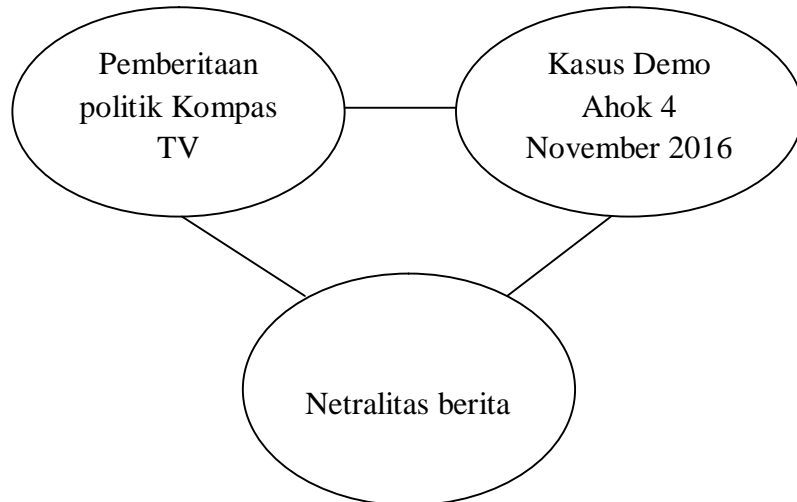 Pemberitaan
politik Kompas
TV
Kasus Demo
Ahok 4
November 2016
Netralitas berita